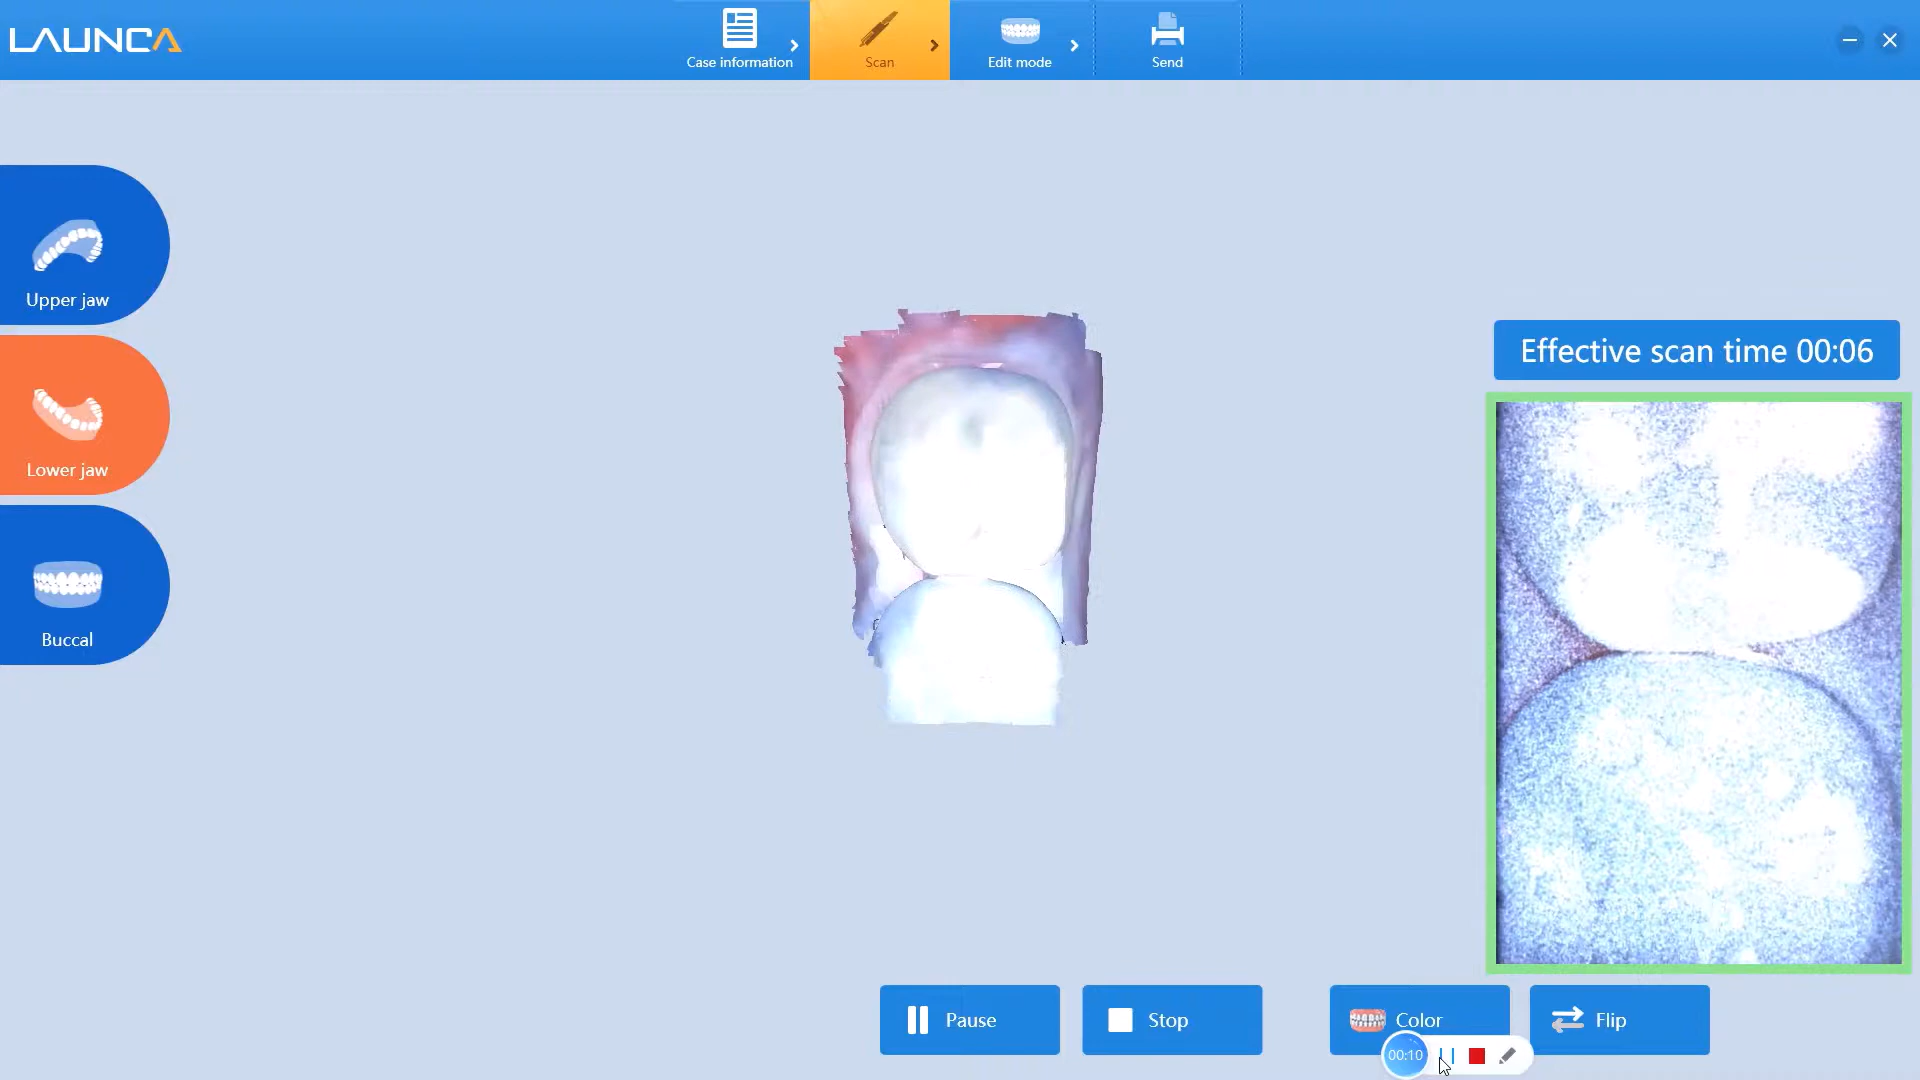 LAUNCA
Case information
Scan
Edit mode
Send
Upper jaw
Lower jaw
Buccal
Effective scan time 00:06
Pause
Stop
Color
Flip
00:10